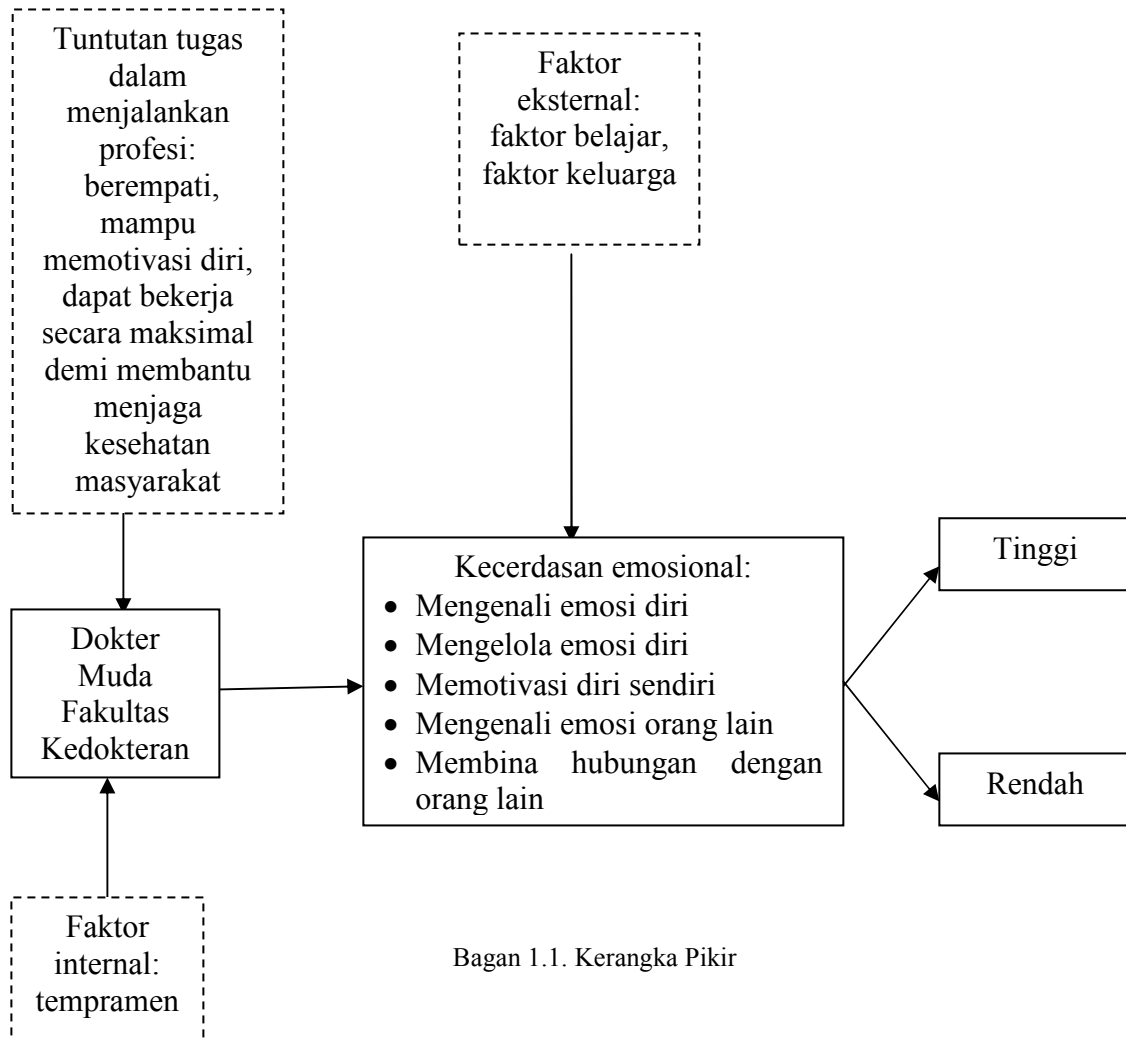 Tuntutan tugas
dalam
menjalankan
profesi:
berempati,
mampu
memotivasi diri,
dapat bekerja
secara maksimal
demi membantu
menjaga
kesehatan
masyarakat
Faktor
eksternal:
faktor belajar,
faktor keluarga
Dokter
Muda
Fakultas
Kedokteran
Kecerdasan emosional:
• Mengenali emosi diri
• Mengelola emosi diri
• Memotivasi diri sendiri
• Mengenali emosi orang lain
• Membina hubungan dengan
orang lain
Tinggi
Rendah
Faktor
internal:
tempramen
Bagan 1.1. Kerangka Pikir